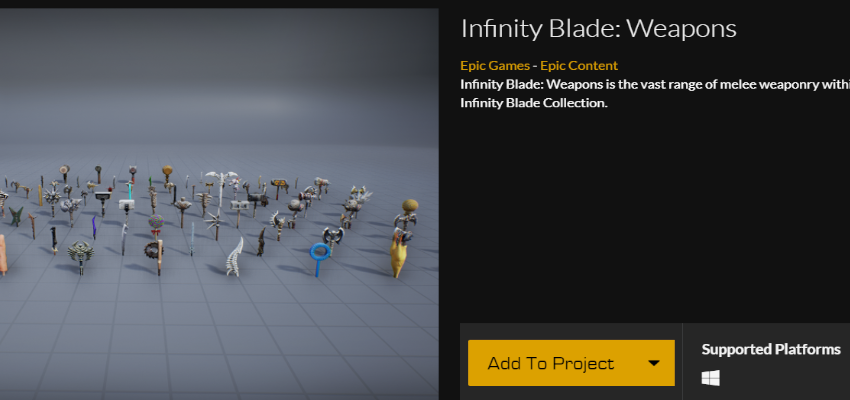 Infinity Blade: Weapons
Epic Games - Epic Content
Infinity Blade: Weapons is the vast range of melee weaponry withi
Infinity Blade Collection.
Add To Project
Supported Platforms